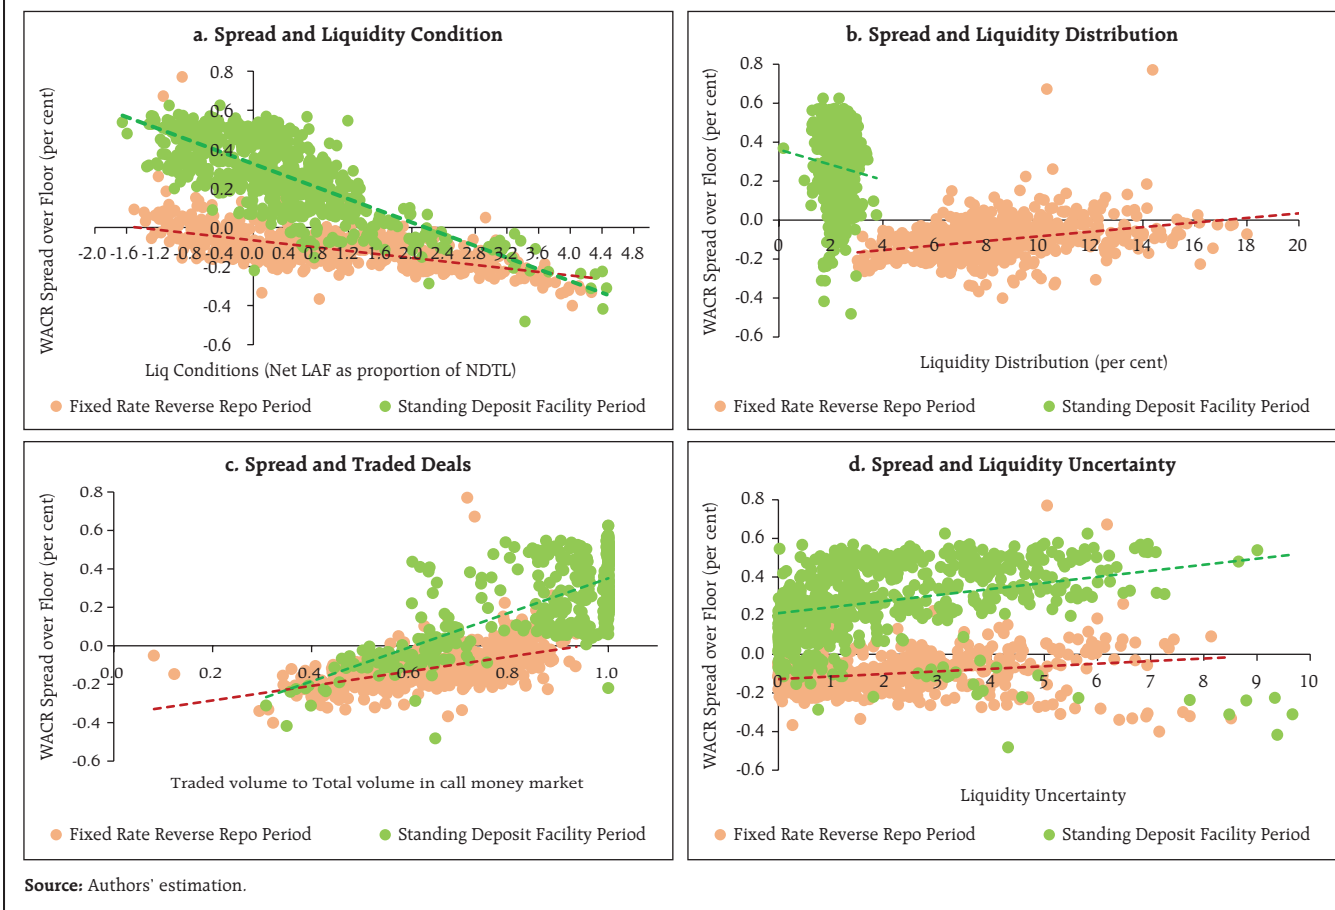 a. Spread and Liquidity Condition
WACR Spread over Floor (per cent)
0.8
0.6
0.4
0.2
0.0
-0.2
-0.4
-0.6
-2.0 -1.6 -1.2 -0.8 -0.4 0.0 0.4 0.8 1.2 1.6 2.0 2.4 2.8 3.2 3.6 4.0 4.4 4.8
Liq Conditions (Net LAF as proportion of NDTL)
Fixed Rate Reverse Repo Period Standing Deposit Facility Period
b. Spread and Liquidity Distribution
WACR Spread over Floor (per cent)
0.8
0.6
0.4
0.2
0.0
-0.2
-0.4
-0.6
0 2 4 6 8 10 12 14 16 18 20
Liquidity Distribution (per cent)
Fixed Rate Reverse Repo Period Standing Deposit Facility Period
c. Spread and Traded Deals
WACR Spread over Floor (per cent)
0.8
0.6
0.4
0.2
0.0
-0.2
-0.4
-0.6
0.0 0.2 0.4 0.6 0.8 1.0
Traded volume to Total volume in call money market
Fixed Rate Reverse Repo Period Standing Deposit Facility Period
d. Spread and Liquidity Uncertainty
WACR Spread over Floor (per cent)
0.8
0.6
0.4
0.2
0.0
-0.2
-0.4
-0.6
0 1 2 3 4 5 6 7 8 9 10
Liquidity Uncertainty
Fixed Rate Reverse Repo Period Standing Deposit Facility Period
Source: Authors' estimation.